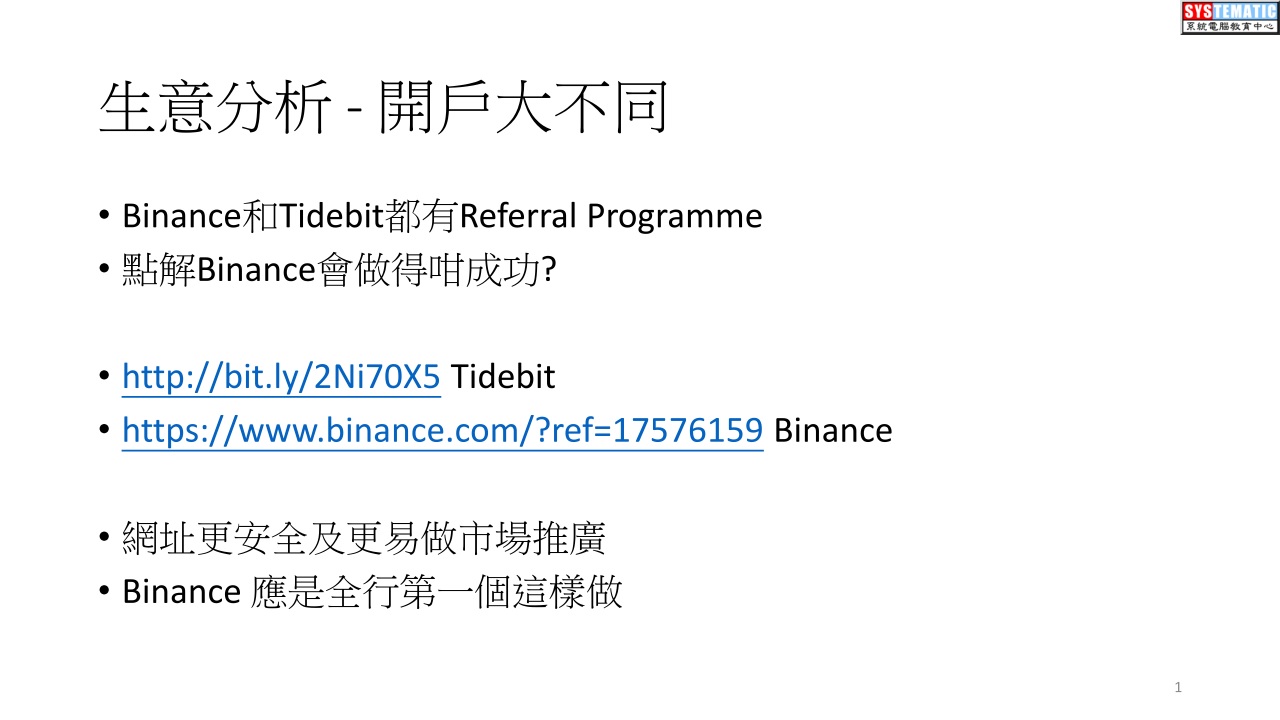 SYSTEMATIC
系統電腦教育中心
生意分析 - 開戶大不同
• Binance和Tidebit都有Referral Programme
• 點解Binance會做得咁成功?
• http://bit.ly/2Ni70X5 Tidebit
• https://www.binance.com/?ref=17576159 Binance
• 網址更安全及更易做市場推廣
• Binance 應是全行第一個這樣做
1